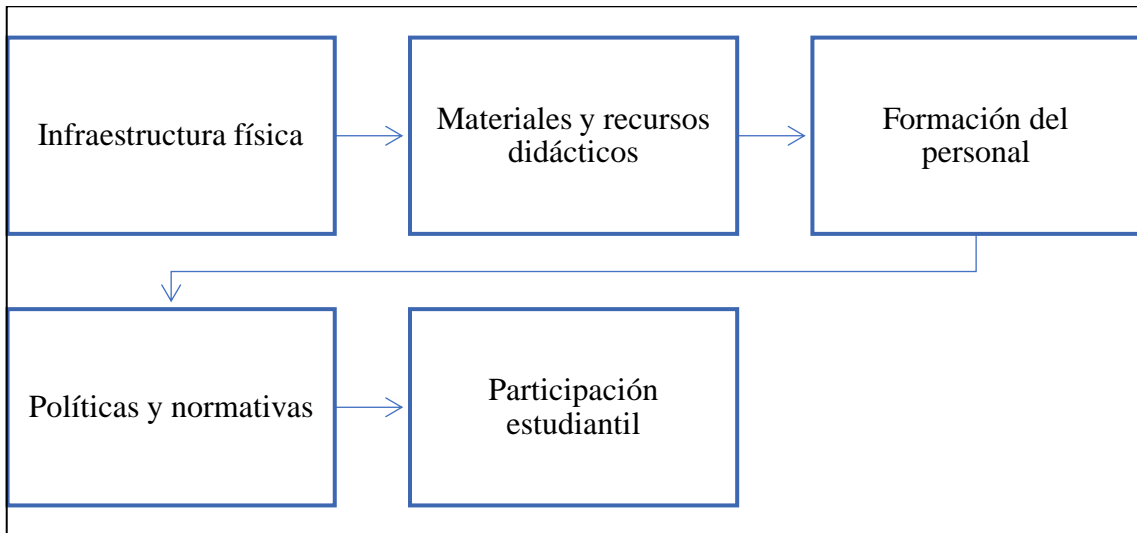 Infraestructura física
Materiales y recursos
didácticos
Formación del
personal
Políticas y normativas
Participación
estudiantil